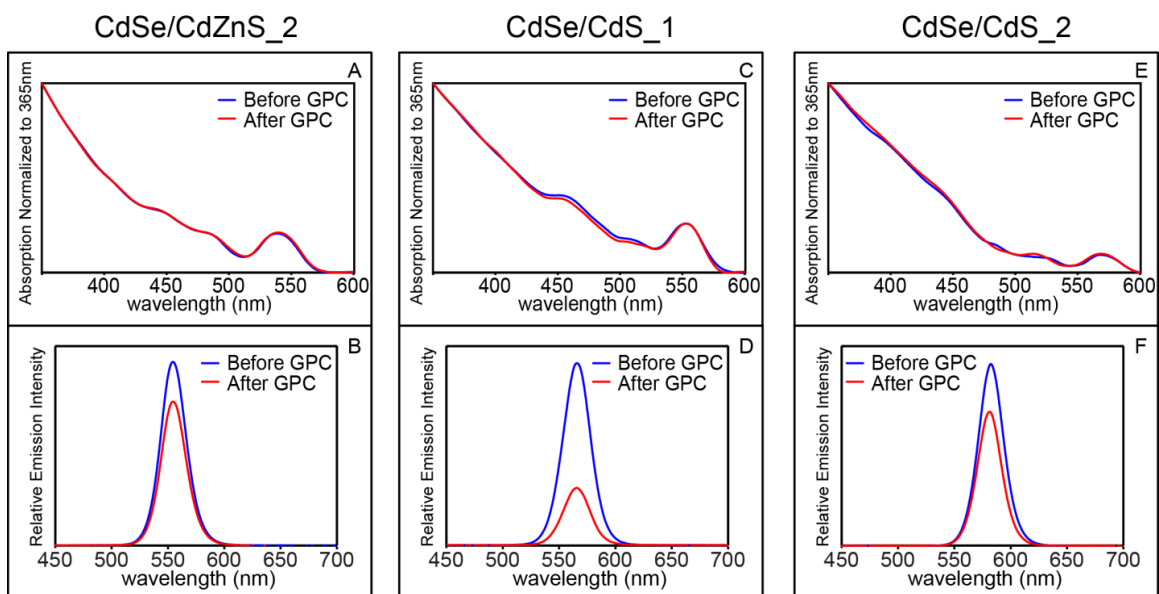 CdSe/CdZnS_2
CdSe/CdS_1
CdSe/CdS_2
A
Before GPC
After GPC
Absorption Normalized to 365nm
400 450 500 550 600
wavelength (nm)
C
Before GPC
After GPC
Absorption Normalized to 365nm
400 450 500 550 600
wavelength (nm)
E
Before GPC
After GPC
Absorption Normalized to 365nm
400 450 500 550 600
wavelength (nm)
B
Before GPC
After GPC
Relative Emission Intensity
450 500 550 600 650 700
wavelength (nm)
D
Before GPC
After GPC
Relative Emission Intensity
450 500 550 600 650 700
wavelength (nm)
F
Before GPC
After GPC
Relative Emission Intensity
450 500 550 600 650 700
wavelength (nm)